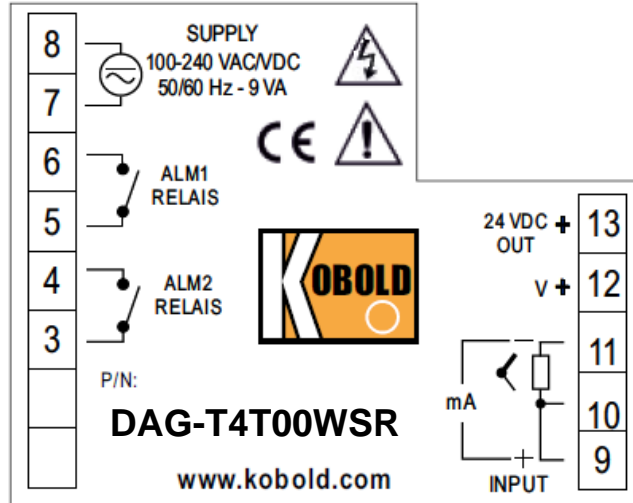 8
SUPPLY
100-240 VAC/VDC
50/60 Hz - 9 VA
7
6
CE
ALM1
RELAIS
5
24 VDC +
OUT
13
4
ALM2
RELAIS
KOBOLD
V + 12
3
11
P/N:
mA
10
DAG-T4T00WSR
9
www.kobold.com
INPUT